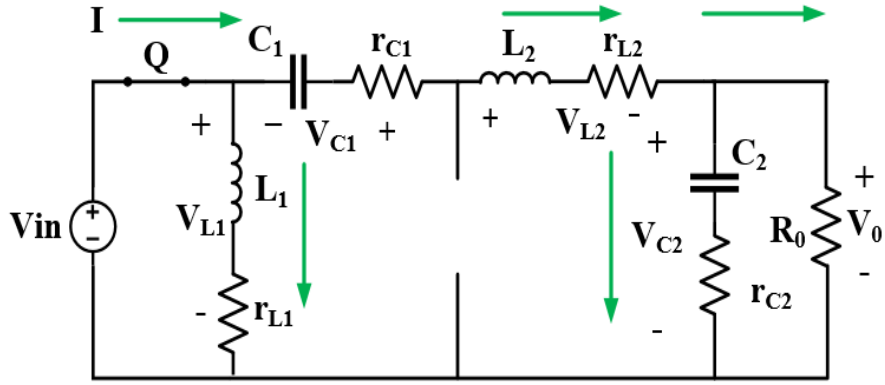 I
Q
C1
rC1
L2
rL2
+
−
VC1
+
+
VL2
-
+
C2
+
Vin
+
−
VL1
L1
VC2
R0
V0
-
rL1
rC2
-
-